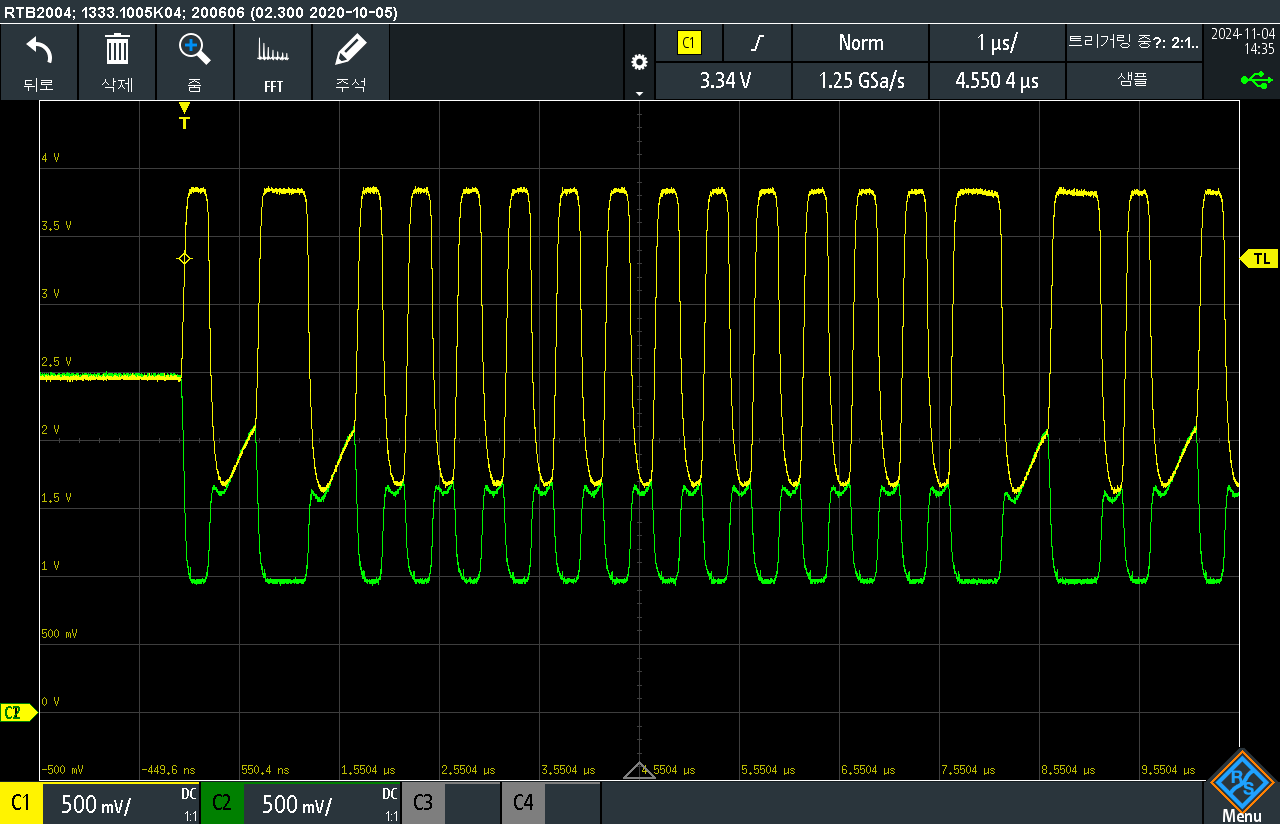 RTB2004; 1333.1005K04; 200606 (02.300 2020-10-05)
뒤로
삭제
줌
FFT
주석
C1
Norm
1 µs/
트리거링 중?: 2:1..
2024-11-04
14:35
3.34 V
1.25 GSa/s
4.550 4 µs
샘플
T
4 V
3.5 V
3 V
2.5 V
2 V
1.5 V
1 V
500 mV
0 V
-500 mV
TL
-449.6 ns
550.4 ns
1.5504 µs
2.5504 µs
3.5504 µs
4.5504 µs
5.5504 µs
6.5504 µs
7.5504 µs
8.5504 µs
9.5504 µs
C1
500 mV/
DC
1:1
C2
500 mV/
DC
1:1
C3
C4
R S
Menu